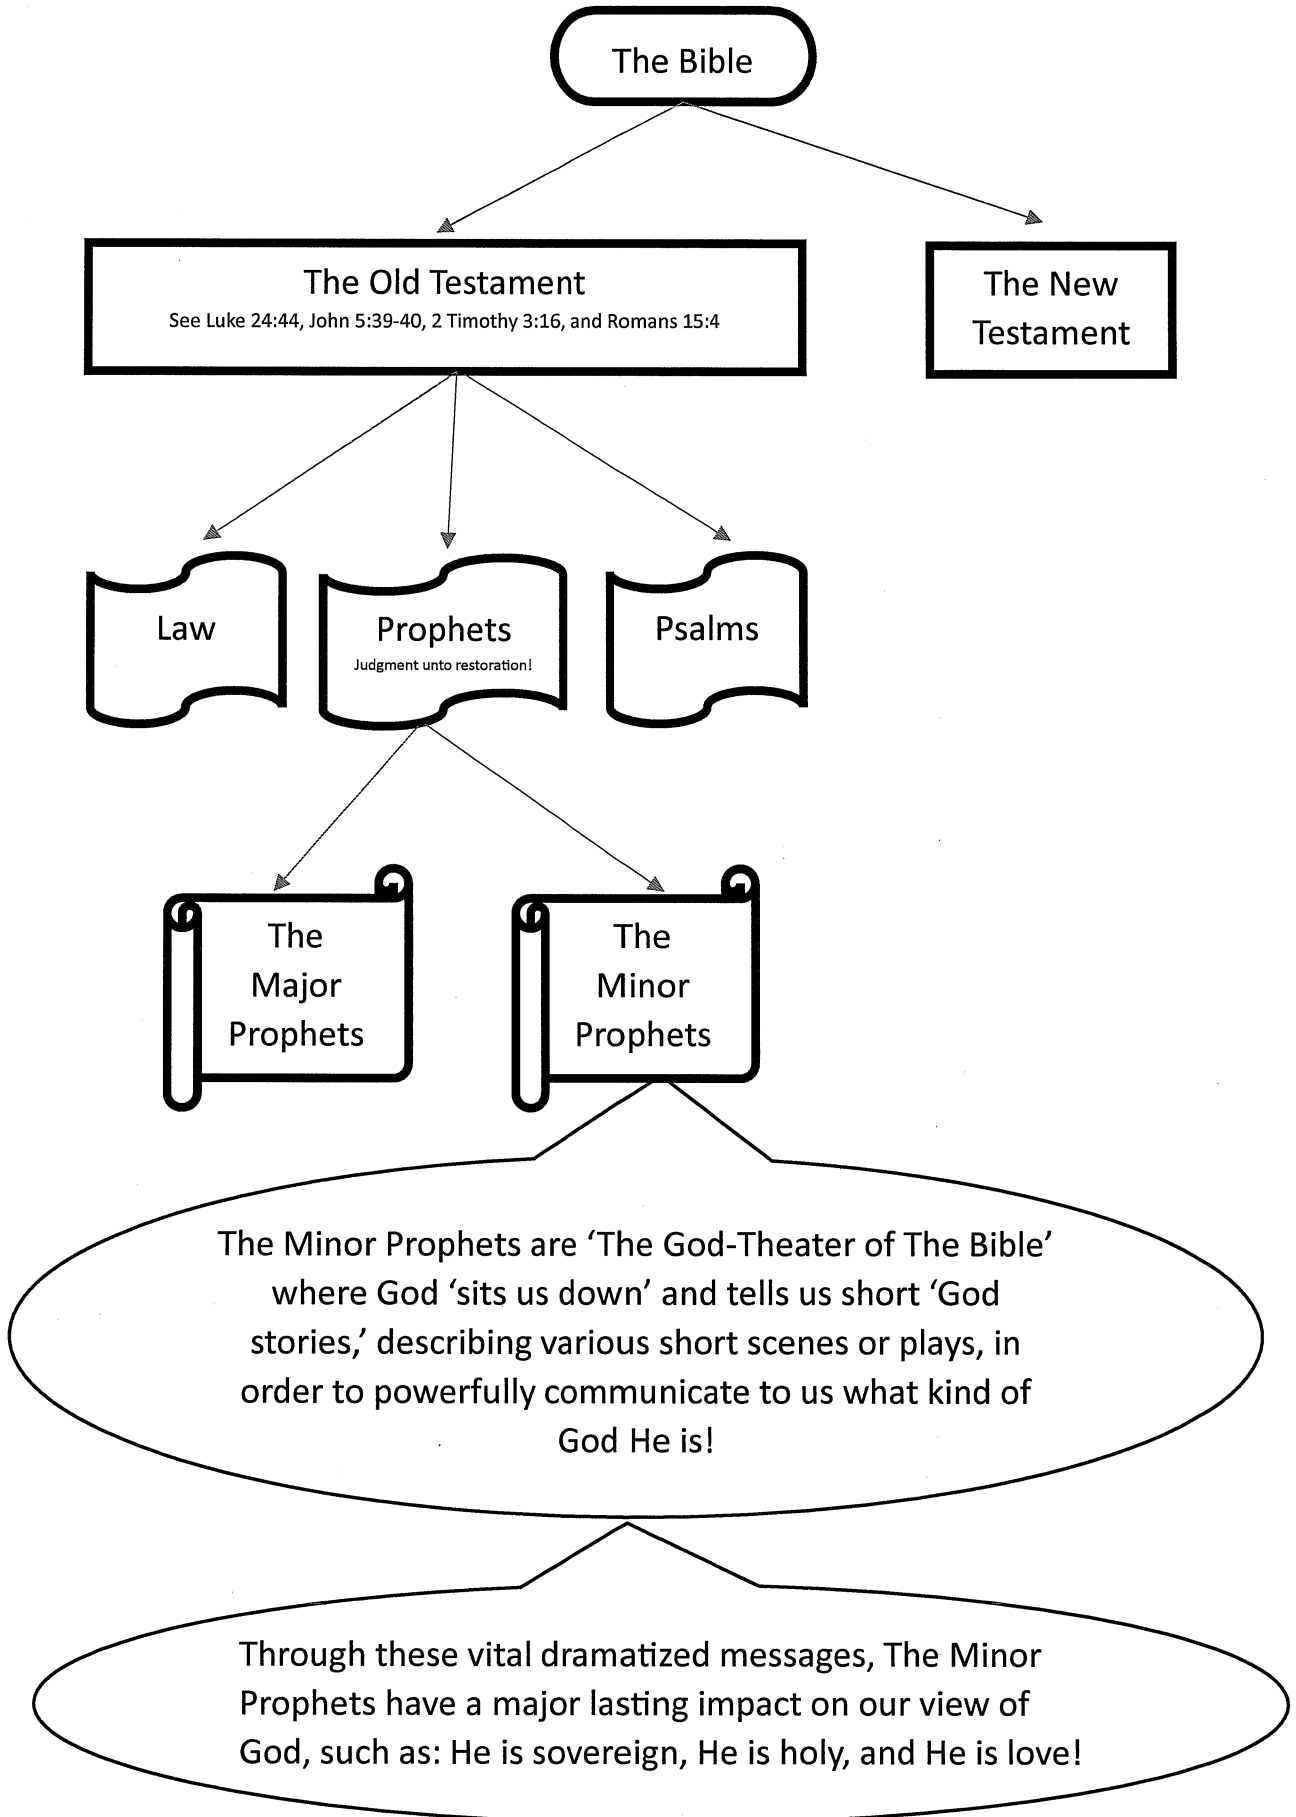 The Bible
The Old Testament
See Luke 24:44, John 5:39-40, 2 Timothy 3:16, and Romans 15:4
The New
Testament
Law
Prophets
Judgment unto restoration!
Psalms
The
Major
Prophets
The
Minor
Prophets
The Minor Prophets are ‘The God-Theater of The Bible’
where God ‘sits us down’ and tells us short ‘God
stories,’ describing various short scenes or plays, in
order to powerfully communicate to us what kind of
God He is!
Through these vital dramatized messages, The Minor
Prophets have a major lasting impact on our view of
God, such as: He is sovereign, He is holy, and He is love!